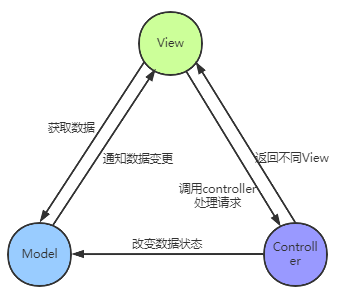 View
获取数据
通知数据变更
返回不同View
调用controller
处理请求
改变数据状态
Model
Controll
er